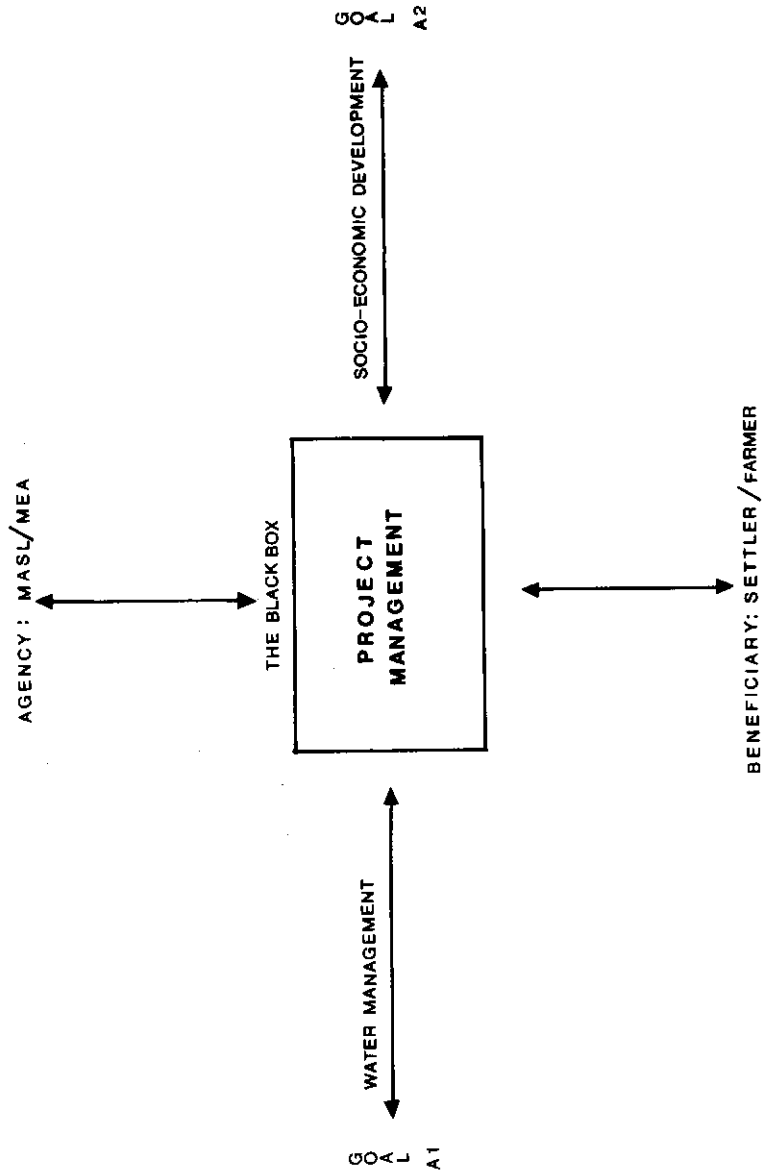 AGENCY: MASL/MEA
THE BLACK BOX
PROJECT
MANAGEMENT
WATER MANAGEMENT
GOAL
A1
SOCIO-ECONOMIC DEVELOPMENT
GOAL
A2
BENEFICIARY: SETTLER/FARMER